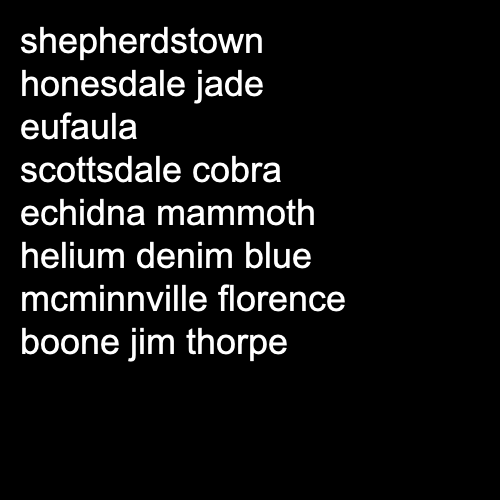 shepherdstown
honesdale jade
eufaula
scottsdale cobra
echidna mammoth
helium denim blue
mcminnville florence
boone jim thorpe